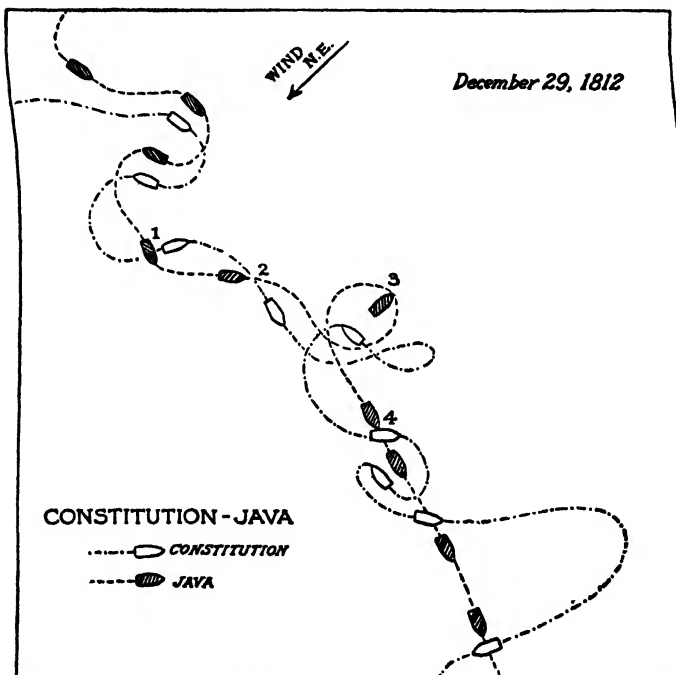 WIND
N.E.
December 29, 1812
1
2
3
4
CONSTITUTION-JAVA
CONSTITUTION
JAVA